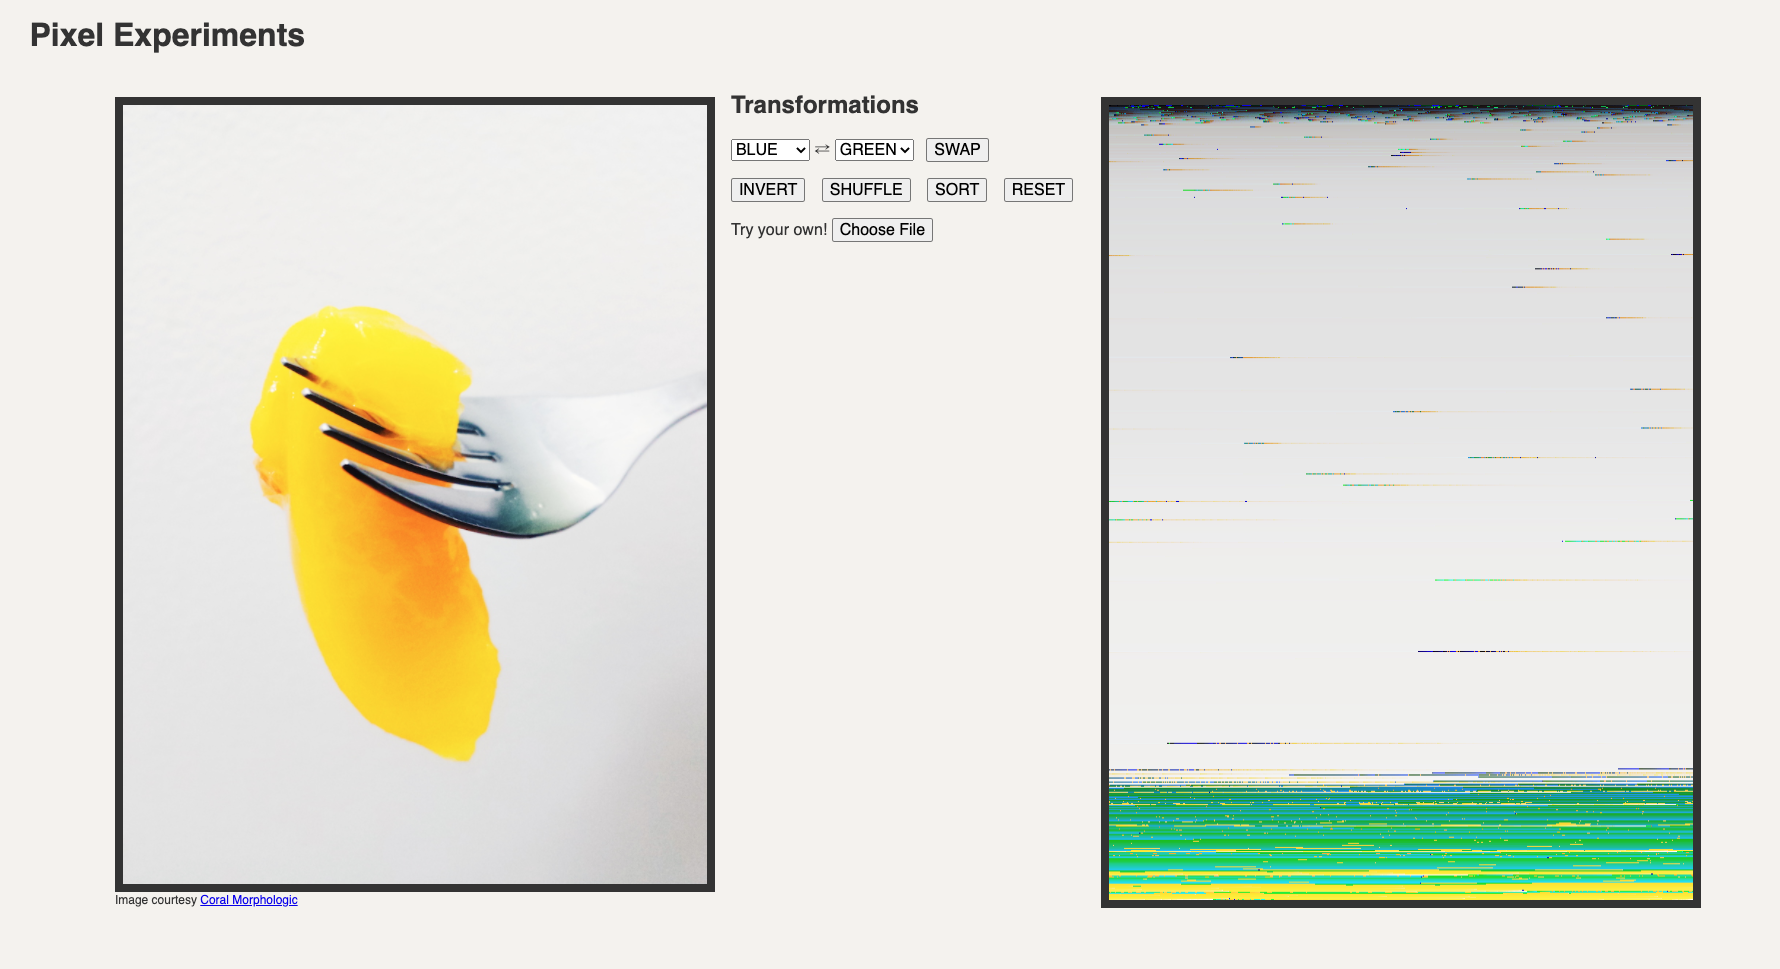 Pixel Experiments
Transformations
BLUE ⇄ GREEN SWAP
INVERT SHUFFLE SORT RESET
Try your own! Choose File
Image courtesy Coral Morphologic